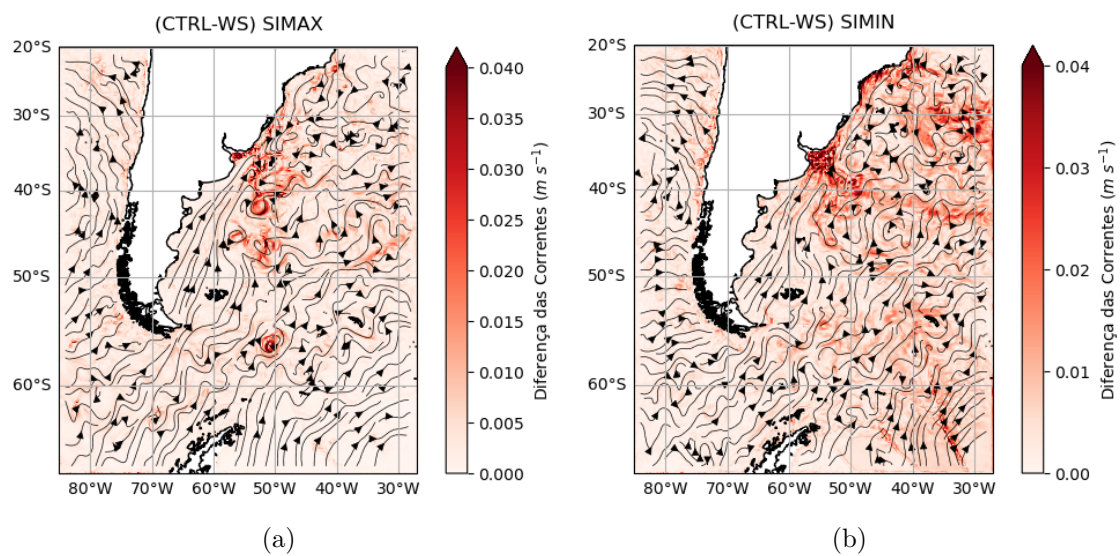 (CTRL-WS) SIMAX
20°S
30°S
40°S
50°S
60°S
80°W 70°W 60°W 50°W 40°W 30°W
0.040
0.035
0.030
0.025
0.020
0.015
0.010
0.005
0.000
Diferença das Correntes (m s⁻¹)
(a)
(CTRL-WS) SIMIN
20°S
30°S
40°S
50°S
60°S
80°W 70°W 60°W 50°W 40°W 30°W
0.04
0.03
0.02
0.01
0.00
Diferença das Correntes (m s⁻¹)
(b)